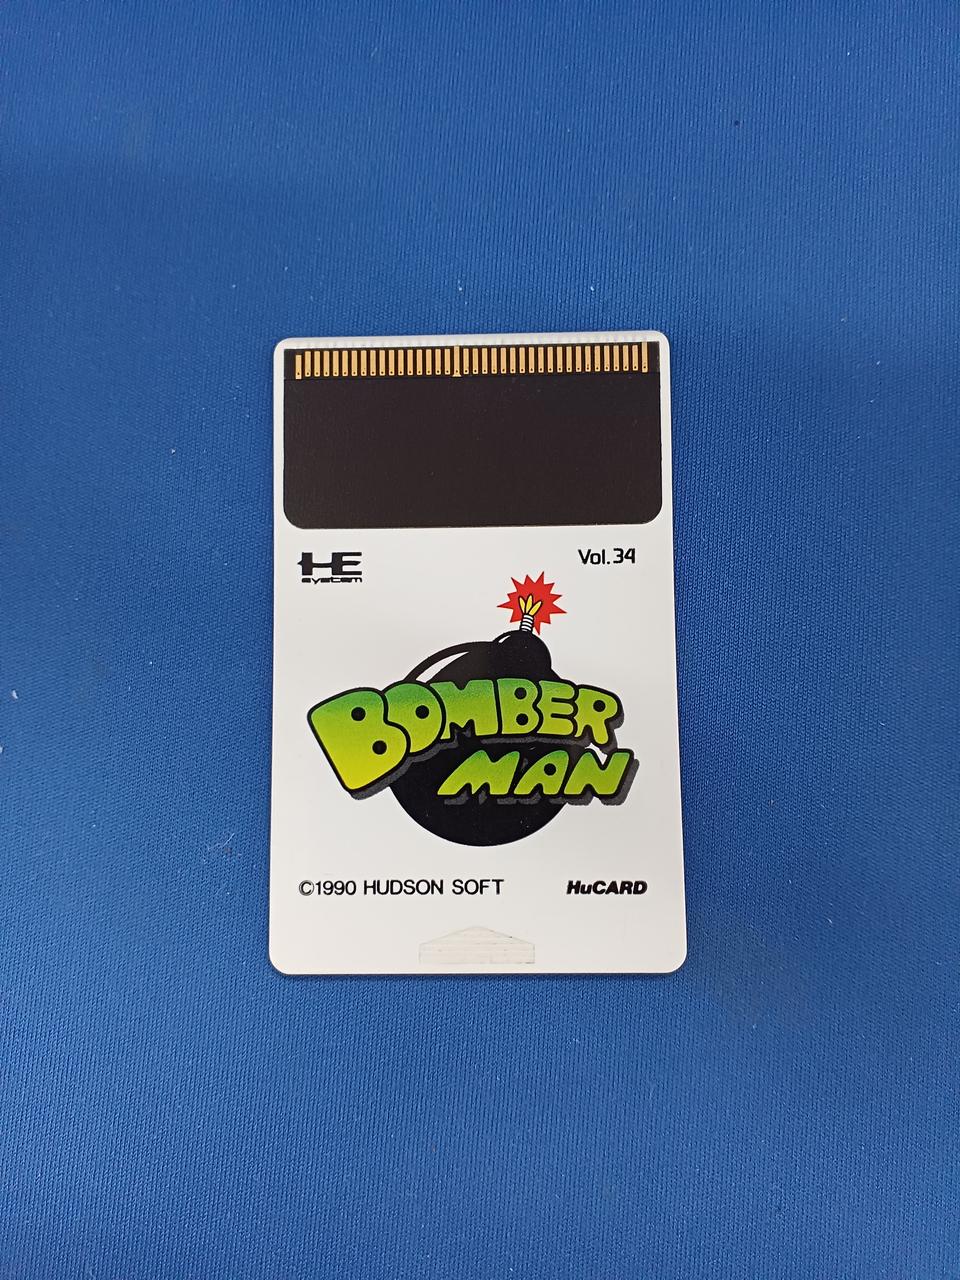 HE
system
Vol.34
BOMBER
MAN
©1990 HUDSON SOFT
HuCARD